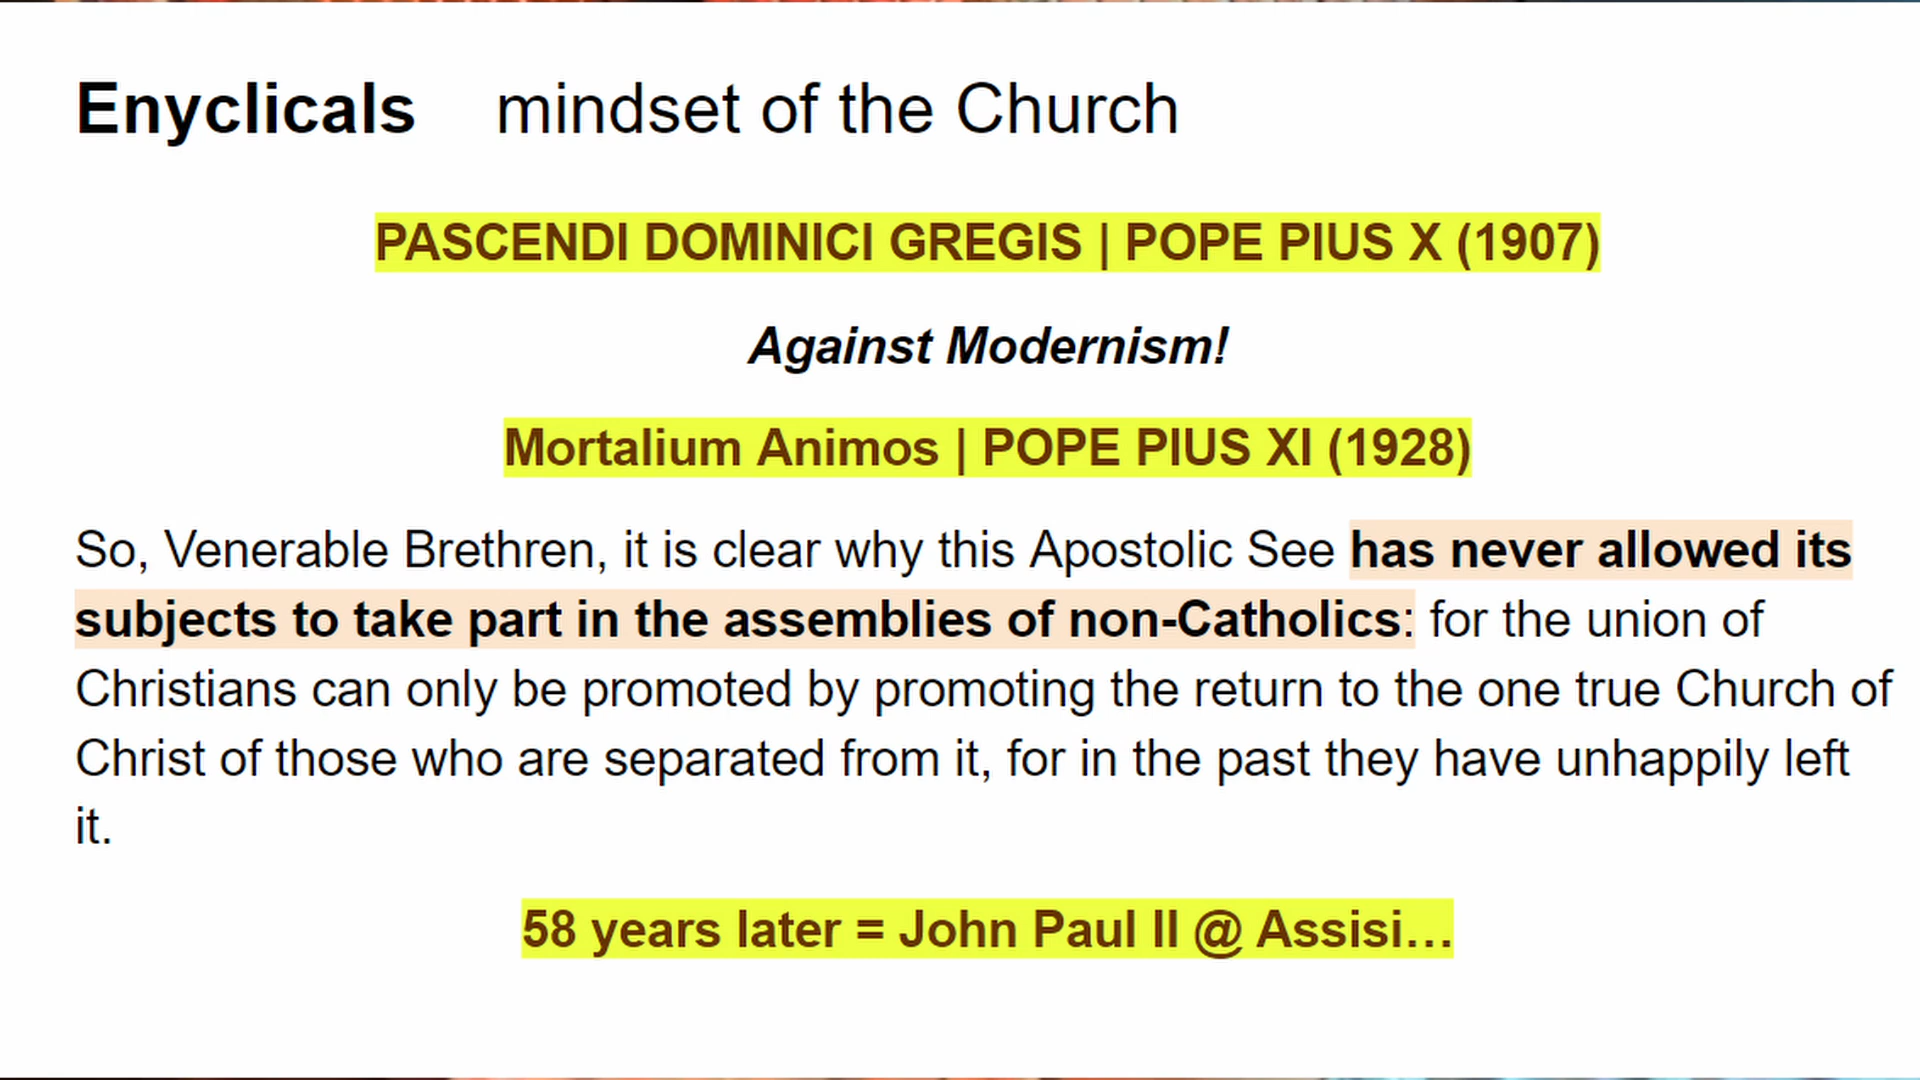 Enyclicals mindset of the Church
PASCENDI DOMINICI GREGIS | POPE PIUS X (1907)
Against Modernism!
Mortalium Animos | POPE PIUS XI (1928)
So, Venerable Brethren, it is clear why this Apostolic See has never allowed its
subjects to take part in the assemblies of non-Catholics: for the union of
Christians can only be promoted by promoting the return to the one true Church of
Christ of those who are separated from it, for in the past they have unhappily left
it.
58 years later = John Paul II @ Assisi…